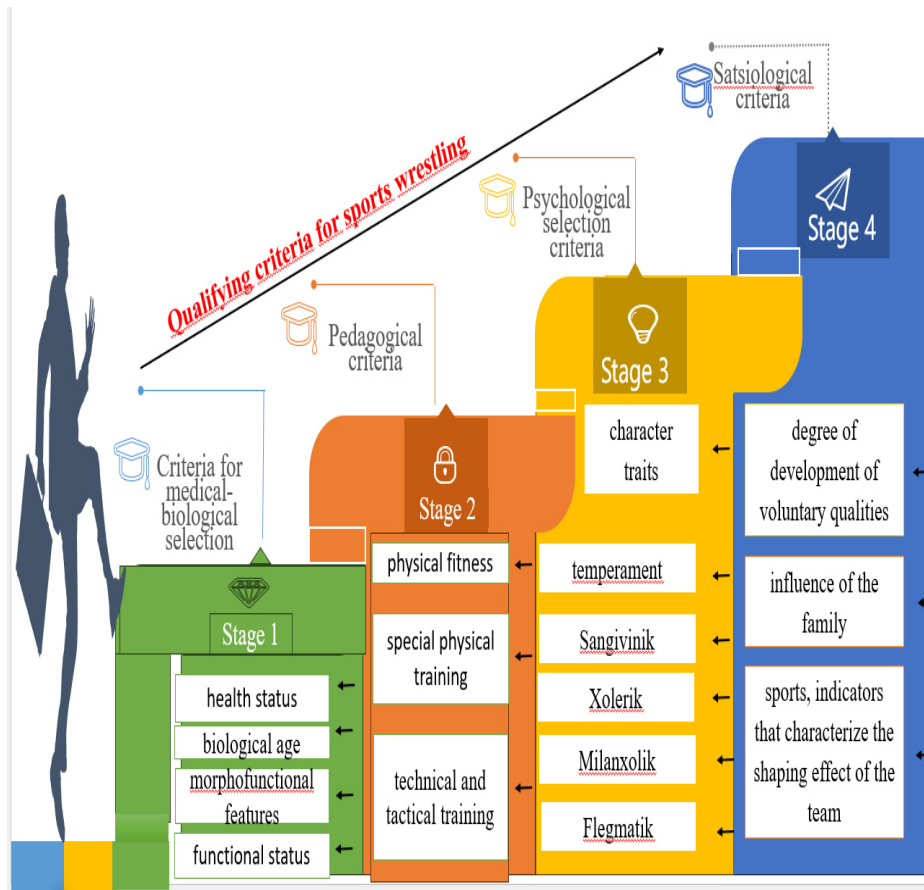 Satsiological
criteria
Stage 4
Qualifying criteria for sports wrestling
Psychological
selection
criteria
Stage 3
Pedagogical
criteria
Stage 2
Criteria for
medical-
biological
selection
Stage 1
health status
biological age
morphofunctional
features
functional status
physical fitness
special physical
training
technical and
tactical training
character
traits
temperament
Sangivinik
Xolerik
Milanxolik
Flegmatik
degree of
development of
voluntary qualities
influence of the
family
sports, indicators
that characterize the
shaping effect of the
team